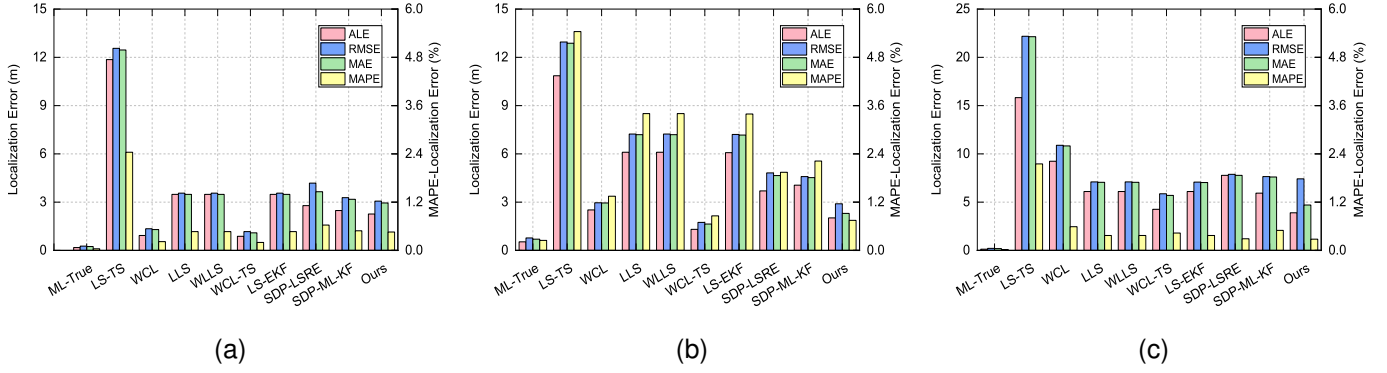 15
12
9
6
3
0
Localization Error (m)
6.0
4.8
3.6
2.4
1.2
0.0
MAPE-Localization Error (%)
ALE
RMSE
MAE
MAPE
ML-True
LS-TS
WCL
LLS
WLLS
WCL-TS
LS-EKF
SDP-LSRE
SDP-ML-KF
Ours
(a)
15
12
9
6
3
0
Localization Error (m)
6.0
4.8
3.6
2.4
1.2
0.0
MAPE-Localization Error (%)
ALE
RMSE
MAE
MAPE
ML-True
LS-TS
WCL
LLS
WLLS
WCL-TS
LS-EKF
SDP-LSRE
SDP-ML-KF
Ours
(b)
25
20
15
10
5
0
Localization Error (m)
6.0
4.8
3.6
2.4
1.2
0.0
MAPE-Localization Error (%)
ALE
RMSE
MAE
MAPE
ML-True
LS-TS
WCL
LLS
WLLS
WCL-TS
LS-EKF
SDP-LSRE
SDP-ML-KF
Ours
(c)